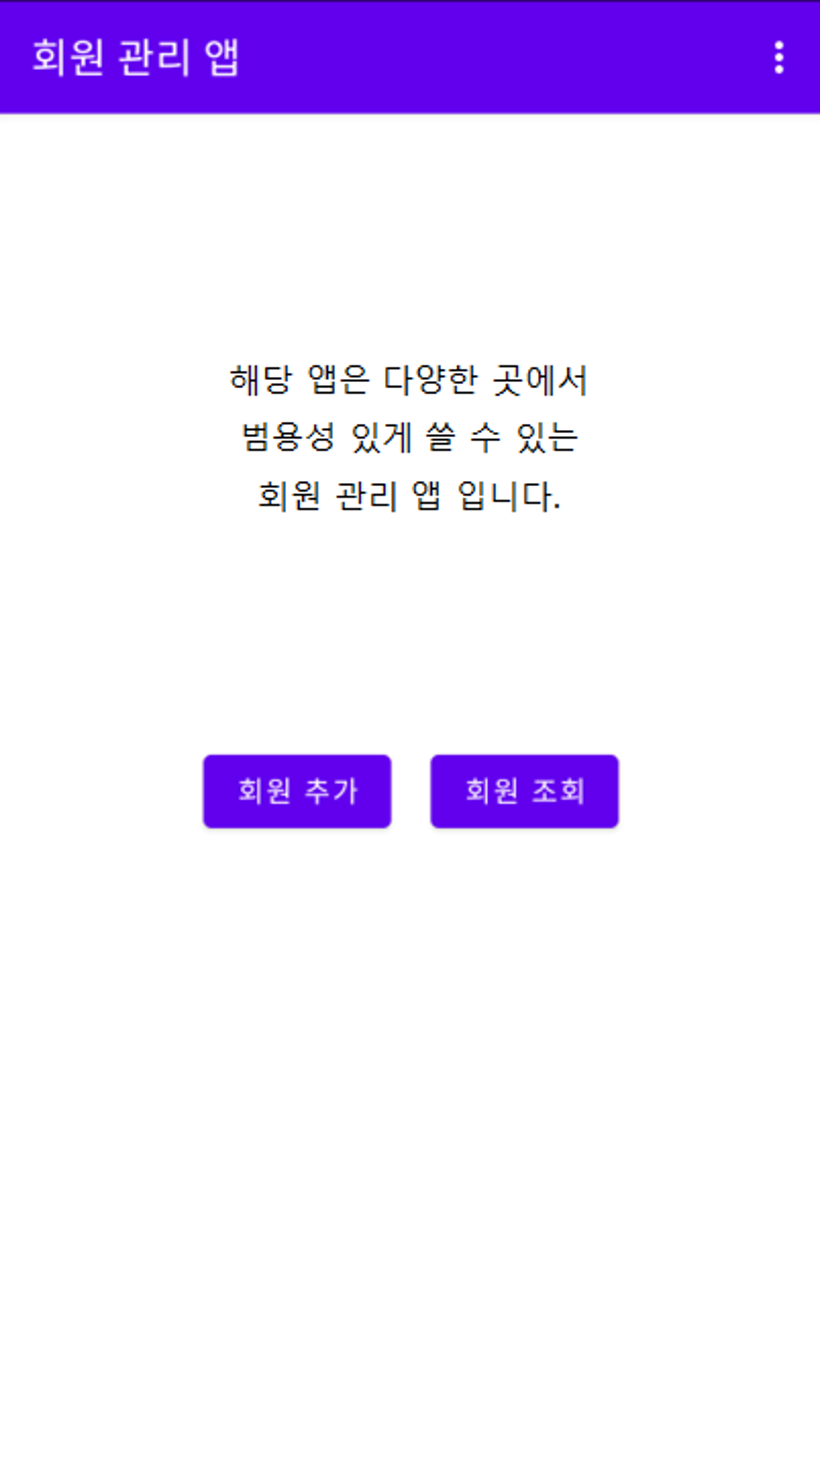 회원 관리 앱
해당 앱은 다양한 곳에서
범용성 있게 쓸 수 있는
회원 관리 앱 입니다.
회원 추가
회원 조회